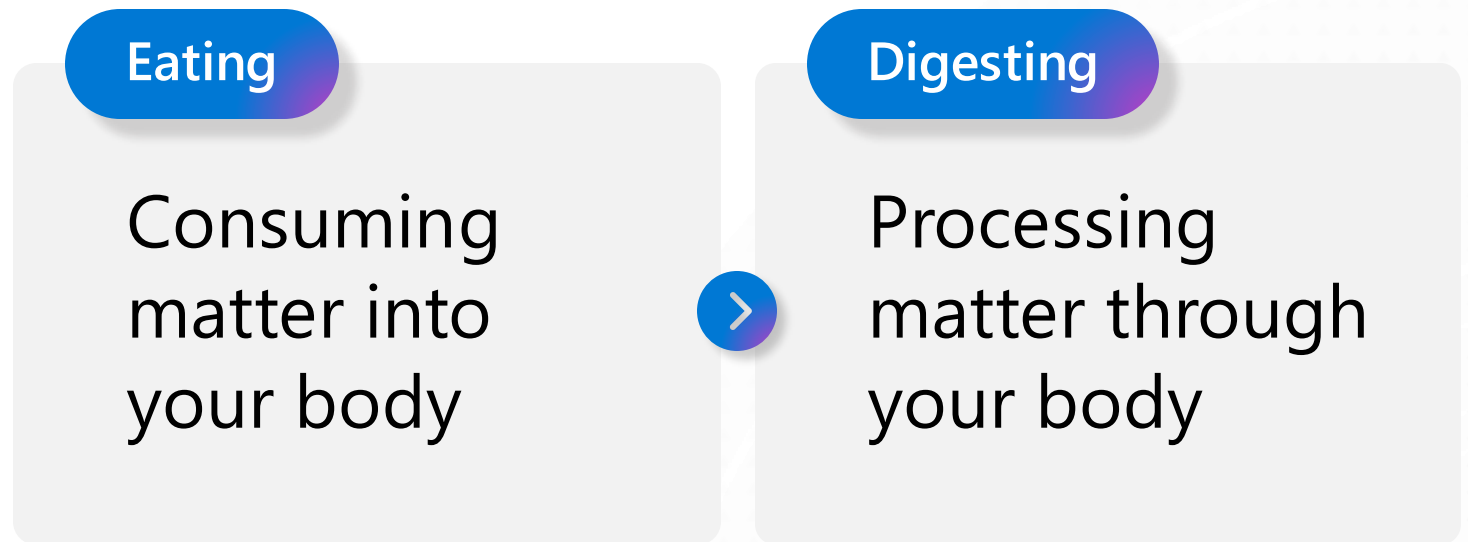 Eating
Consuming
matter into
your body
Digesting
Processing
matter through
your body